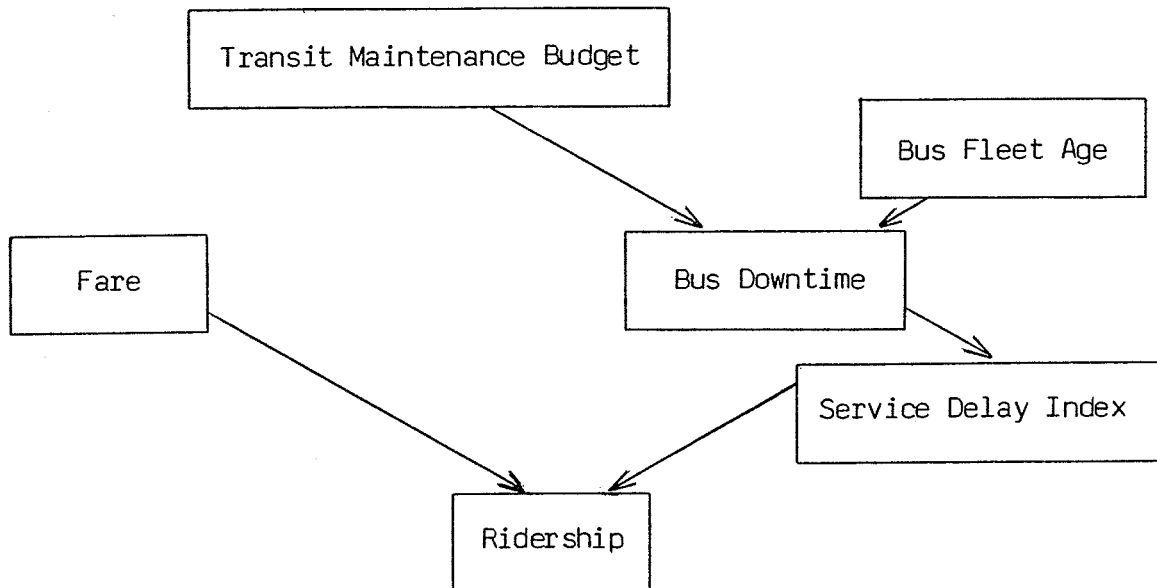 Transit Maintenance Budget
Bus Fleet Age
Fare
Bus Downtime
Service Delay Index
Ridership